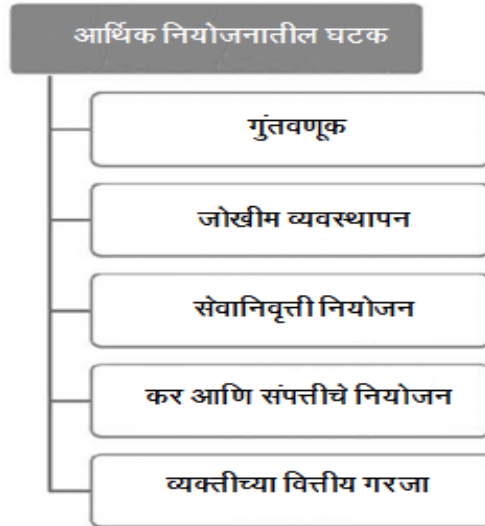 आर्थिक नियोजनातील घटक
गुंतवणूक
जोखीम व्यवस्थापन
सेवानिवृत्ती नियोजन
कर आणि संपत्तीचे नियोजन
व्यक्तीच्या वित्तीय गरजा